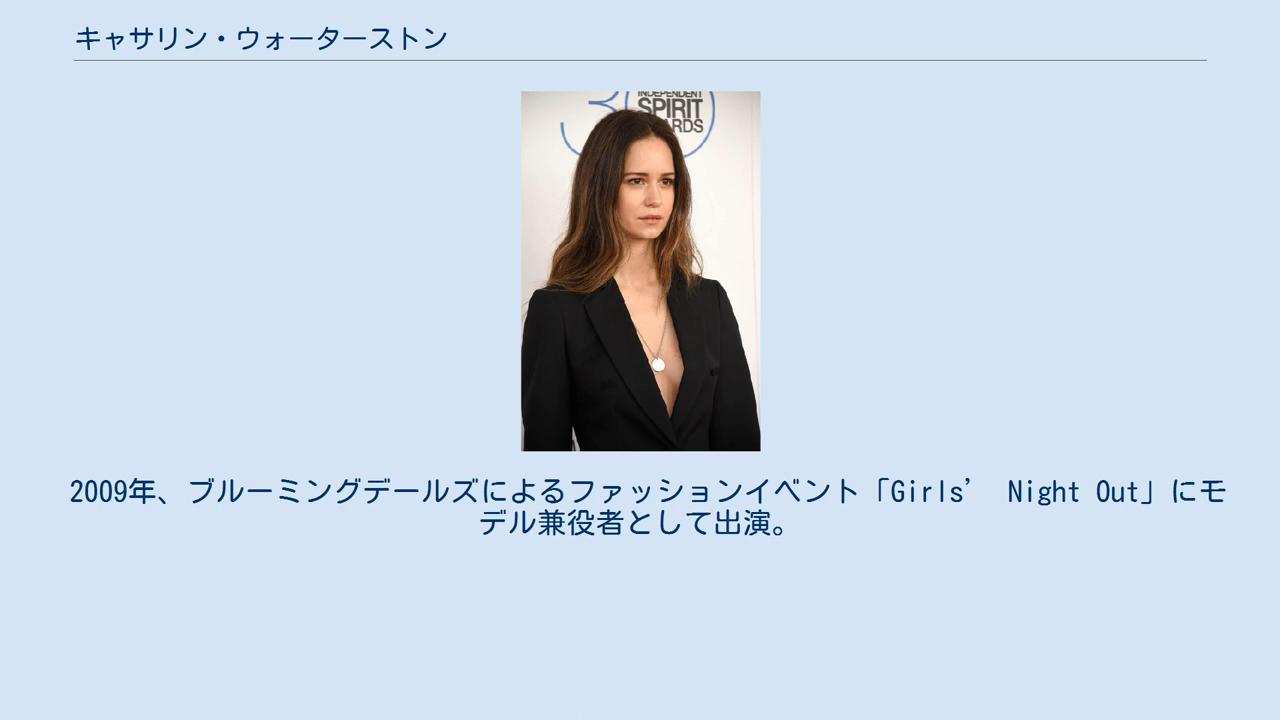 キャサリン・ウォーターストン
INDEPENDENT
SPIRIT
2009年、ブルーミングデールズによるファッションイベント「Girls’ Night Out」にモ
デル兼役者として出演。